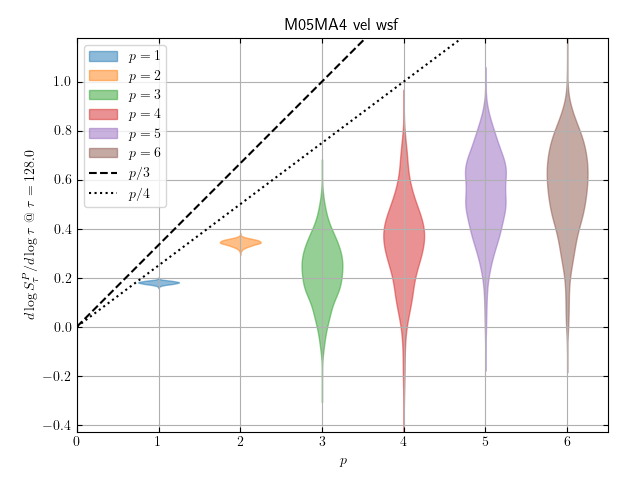 M05MA4 vel wsf
d log S_τ^P / d log τ @ τ = 128.0
1.0
0.8
0.6
0.4
0.2
0.0
−0.2
−0.4
p = 1
p = 2
p = 3
p = 4
p = 5
p = 6
p/3
p/4
0 1 2 3 4 5 6
p